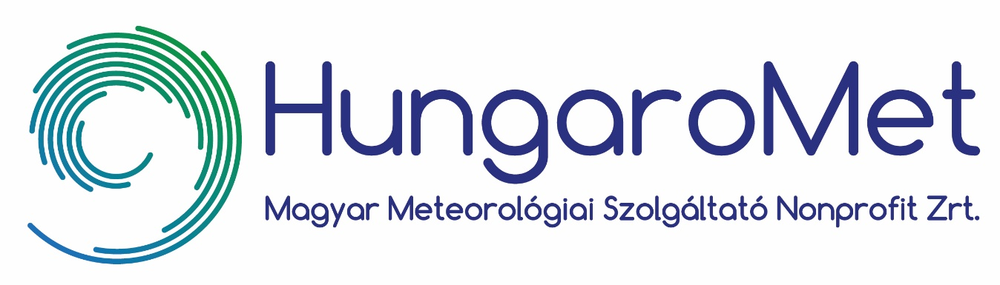 HungaroMet
Magyar Meteorológiai Szolgáltató Nonprofit Zrt.